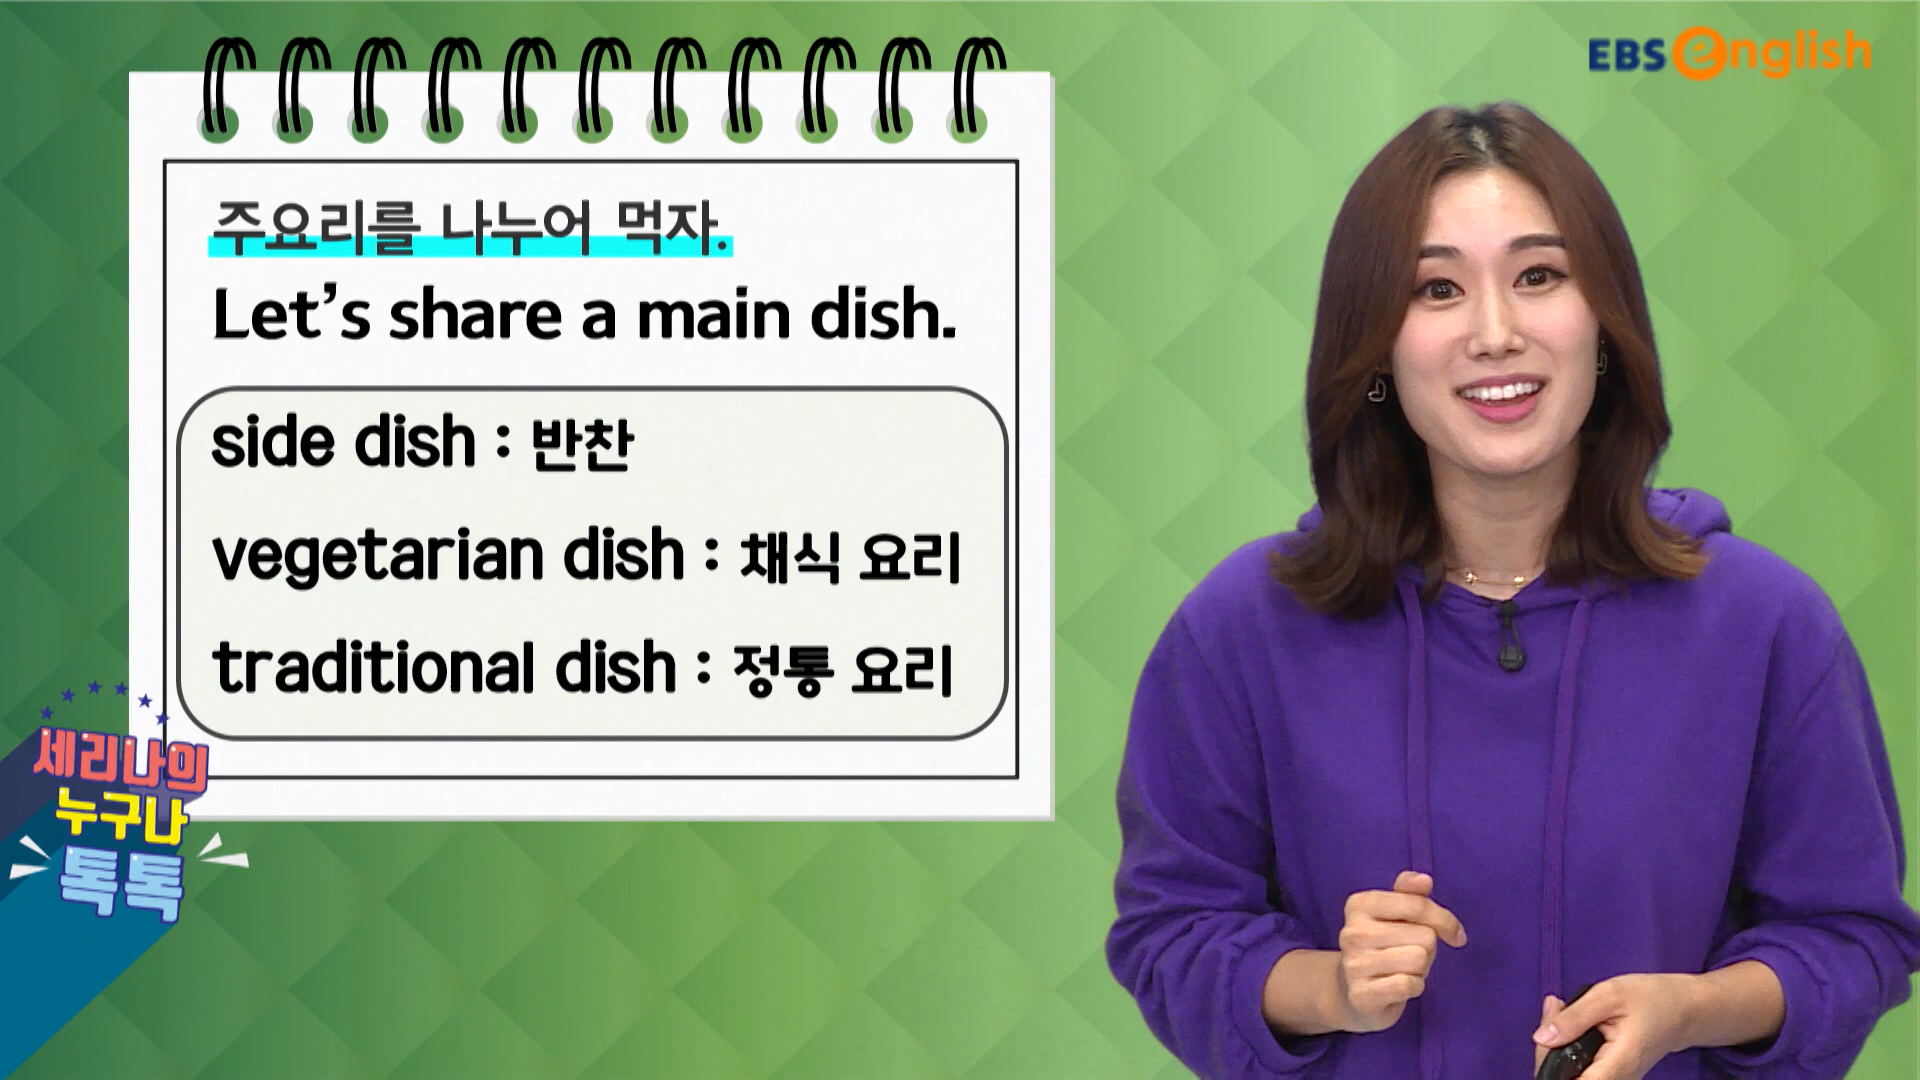 EBS English
주요리를 나누어 먹자.
Let's share a main dish.
side dish : 반찬
vegetarian dish : 채식 요리
traditional dish : 정통 요리
세리나의
누구나
톡톡